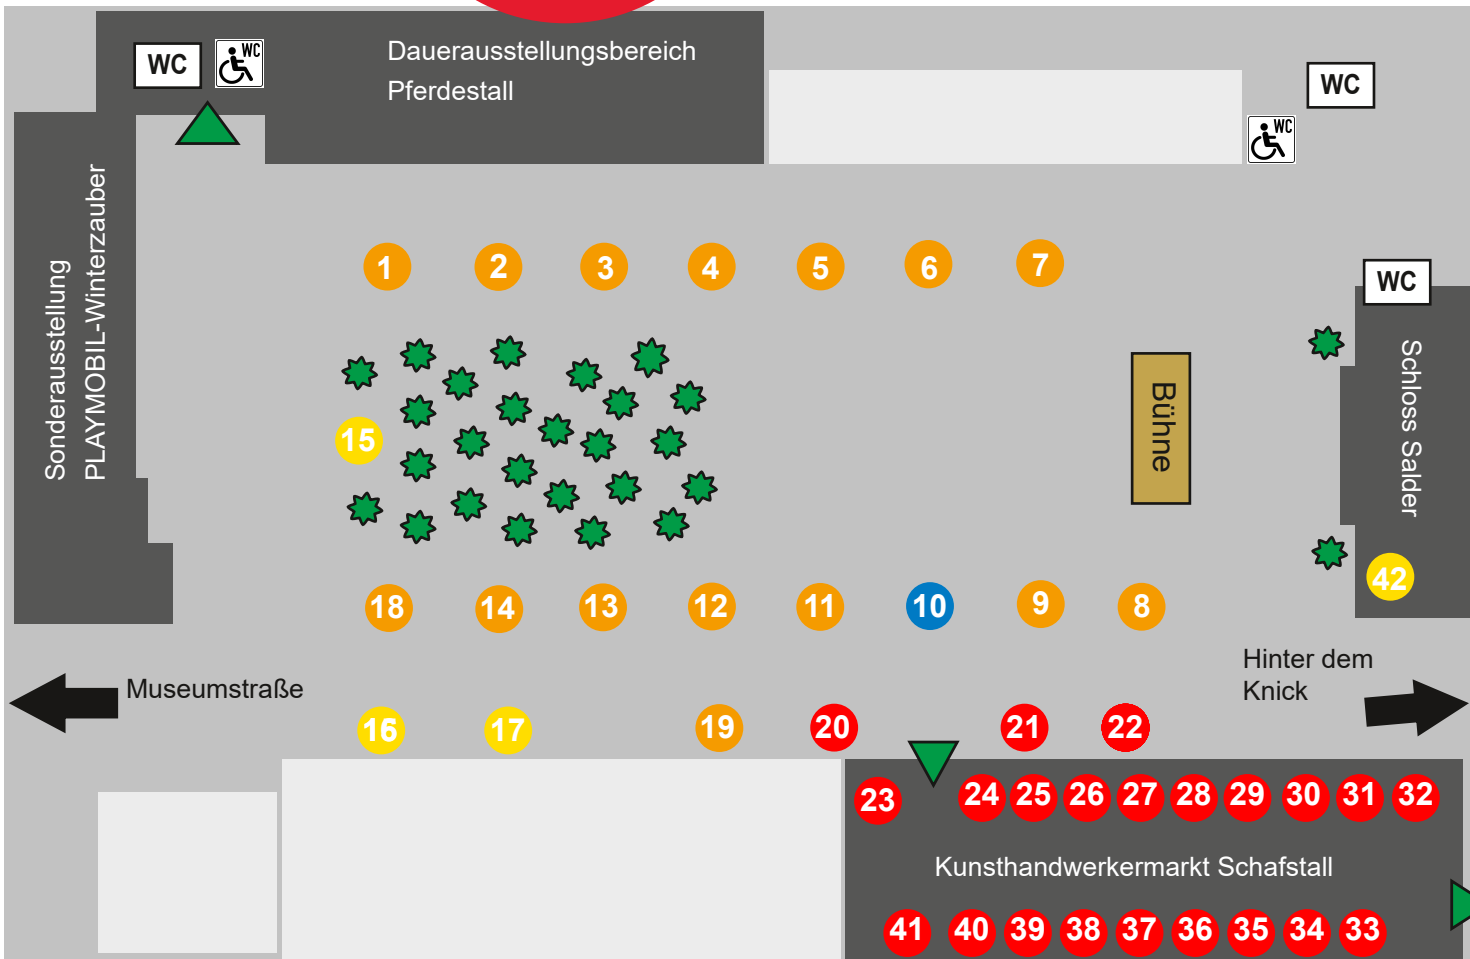 WC
WC
Dauerausstellungsbereich
Pferdestall
WC
WC
Sonderausstellung
PLAYMOBIL-Winterzauber
1
2
3
4
5
6
7
WC
Schloss Salder
Bühne
15
42
18
14
13
12
11
10
9
8
Museumstraße
Hinter dem
Knick
16
17
19
20
21
22
23
24
25
26
27
28
29
30
31
32
Kunsthandwerkermarkt Schafstall
41
40
39
38
37
36
35
34
33